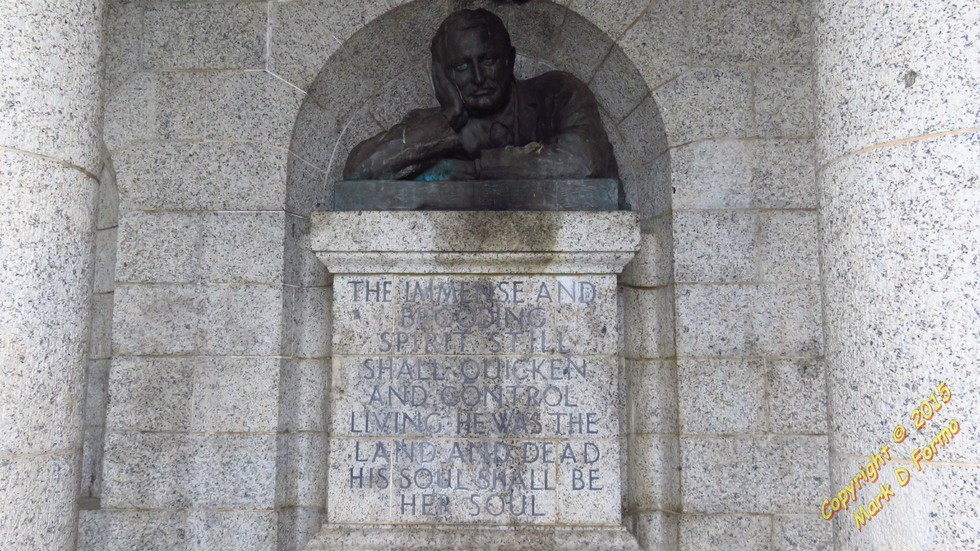 THE IMMENSE AND
BROODING
SPIRIT STILL
SHALL QUICKEN
AND CONTROL
LIVING HE WAS THE
LAND AND DEAD
HIS SOUL SHALL BE
HER SOUL
Copyright © 2015
Mark D Formo